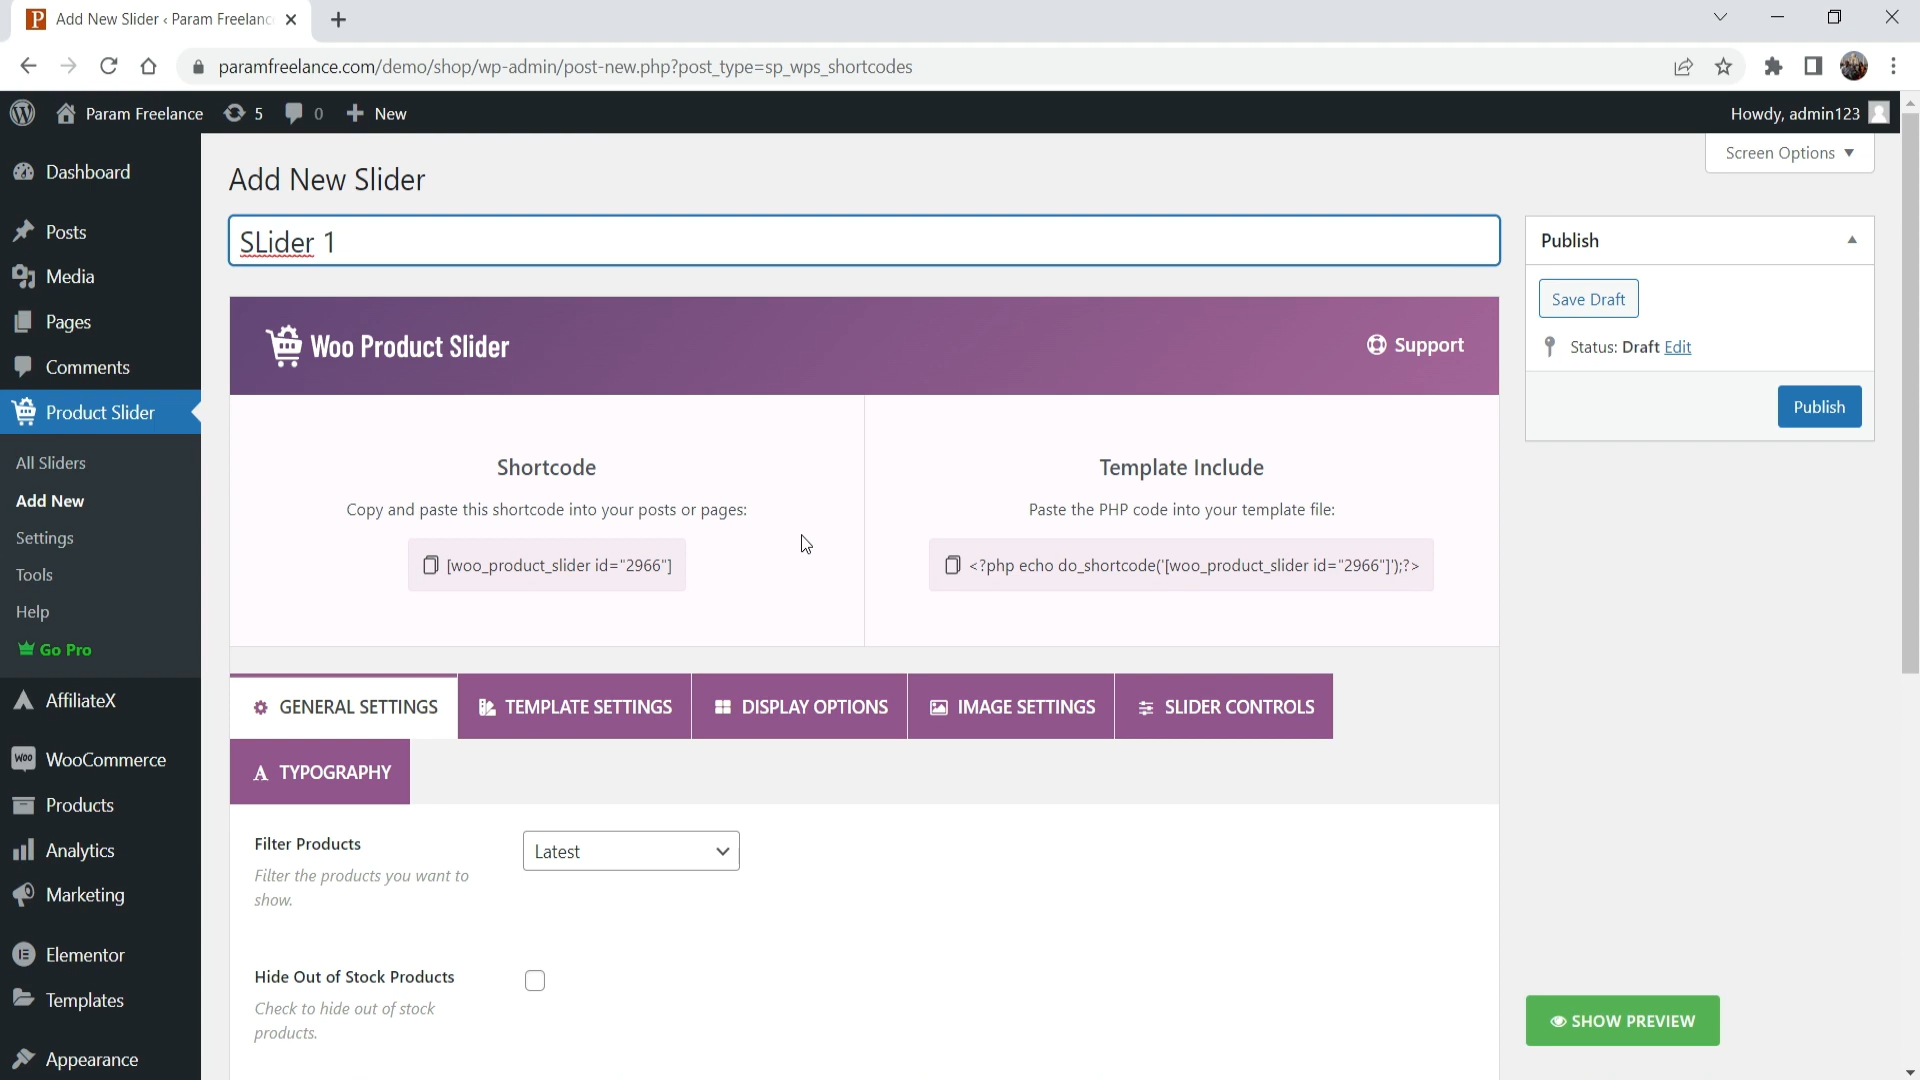 Add New Slider ‹ Param Freelanc
paramfreelance.com/demo/shop/wp-admin/post-new.php?post_type=sp_wps_shortcodes
Param Freelance 5 0 New Howdy, admin123
Screen Options
Dashboard
Posts
Media
Pages
Comments
Product Slider
All Sliders
Add New
Settings
Tools
Help
Go Pro
AffiliateX
WooCommerce
Products
Analytics
Marketing
Elementor
Templates
Appearance
Add New Slider
SLider 1
Woo Product Slider
Support
Shortcode
Copy and paste this shortcode into your posts or pages:
[woo_product_slider id="2966"]
Template Include
Paste the PHP code into your template file:
<?php echo do_shortcode('[woo_product_slider id="2966"]');?>
GENERAL SETTINGS TEMPLATE SETTINGS DISPLAY OPTIONS IMAGE SETTINGS SLIDER CONTROLS
TYPOGRAPHY
Filter Products
Filter the products you want to
show.
Latest
Hide Out of Stock Products
Check to hide out of stock
products.
Publish
Save Draft
Status: Draft Edit
Publish
SHOW PREVIEW